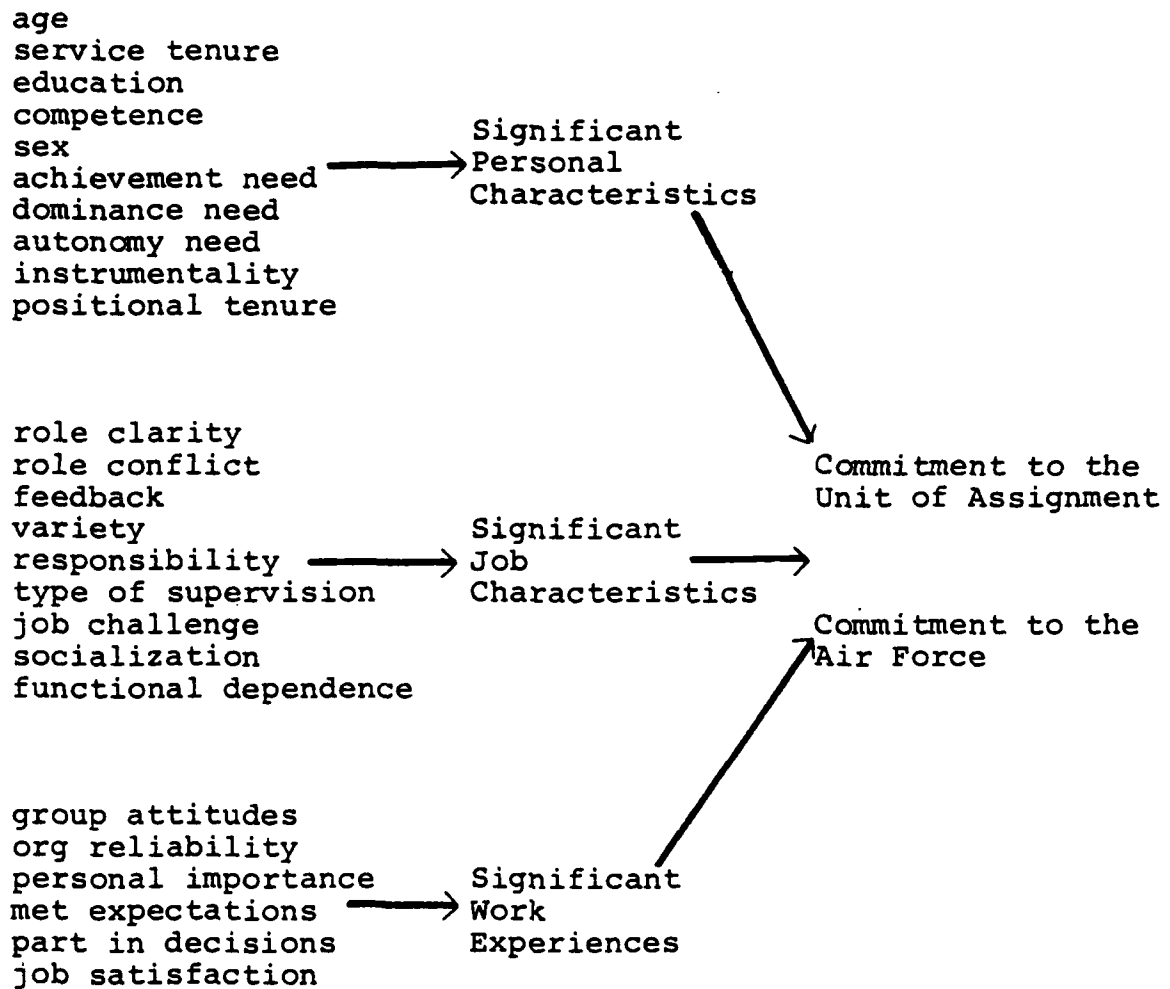 age
service tenure
education
competence
sex
achievement need
dominance need
autonomy need
instrumentality
positional tenure
Significant
Personal
Characteristics
role clarity
role conflict
feedback
variety
responsibility
type of supervision
job challenge
socialization
functional dependence
Significant
Job
Characteristics
Commitment to the
Unit of Assignment
Commitment to the
Air Force
group attitudes
org reliability
personal importance
met expectations
part in decisions
job satisfaction
Significant
Work
Experiences